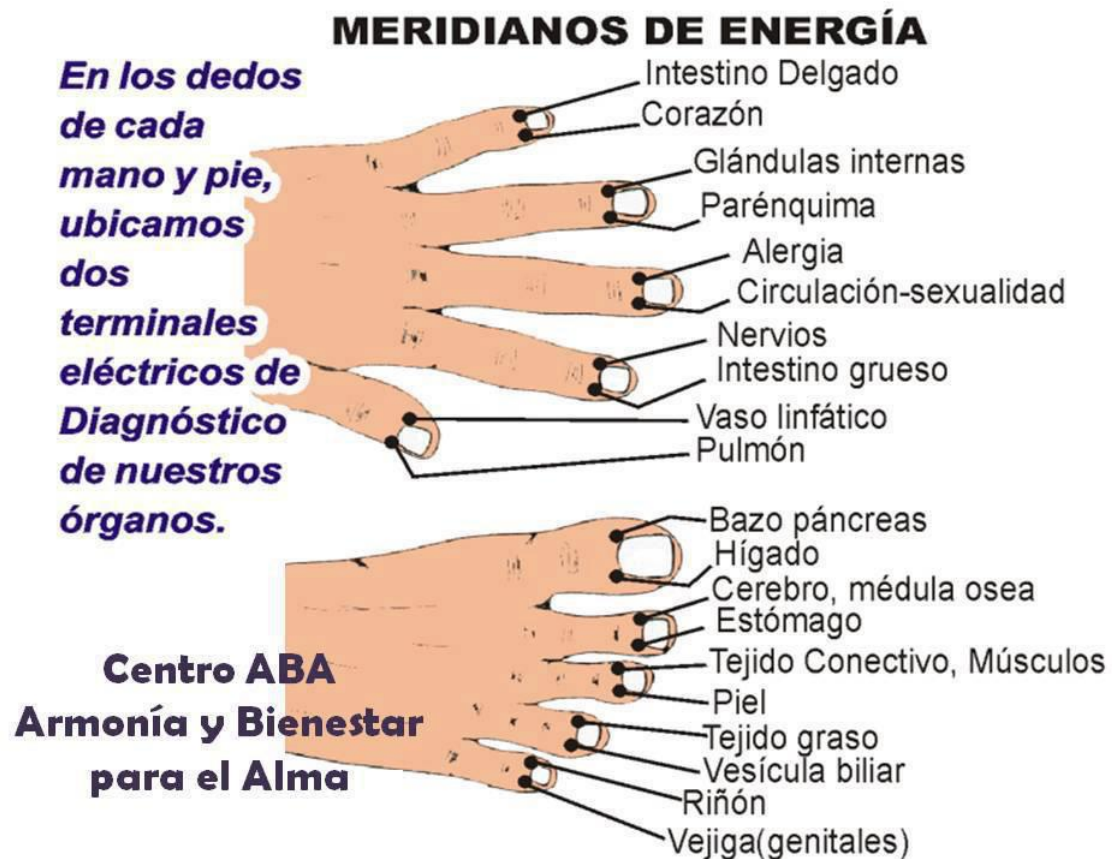 MERIDIANOS DE ENERGÍA
En los dedos
de cada
mano y pie,
ubicamos
dos
terminales
eléctricos de
Diagnóstico
de nuestros
órganos.
Intestino Delgado
Corazón
Glándulas internas
Parénquima
Alergia
Circulación-sexualidad
Nervios
Intestino grueso
Vaso linfático
Pulmón
Bazo páncreas
Hígado
Cerebro, médula osea
Estómago
Tejido Conectivo, Músculos
Piel
Tejido graso
Vesícula biliar
Riñón
Vejiga(genitales)
Centro ABA
Armonía y Bienestar
para el Alma